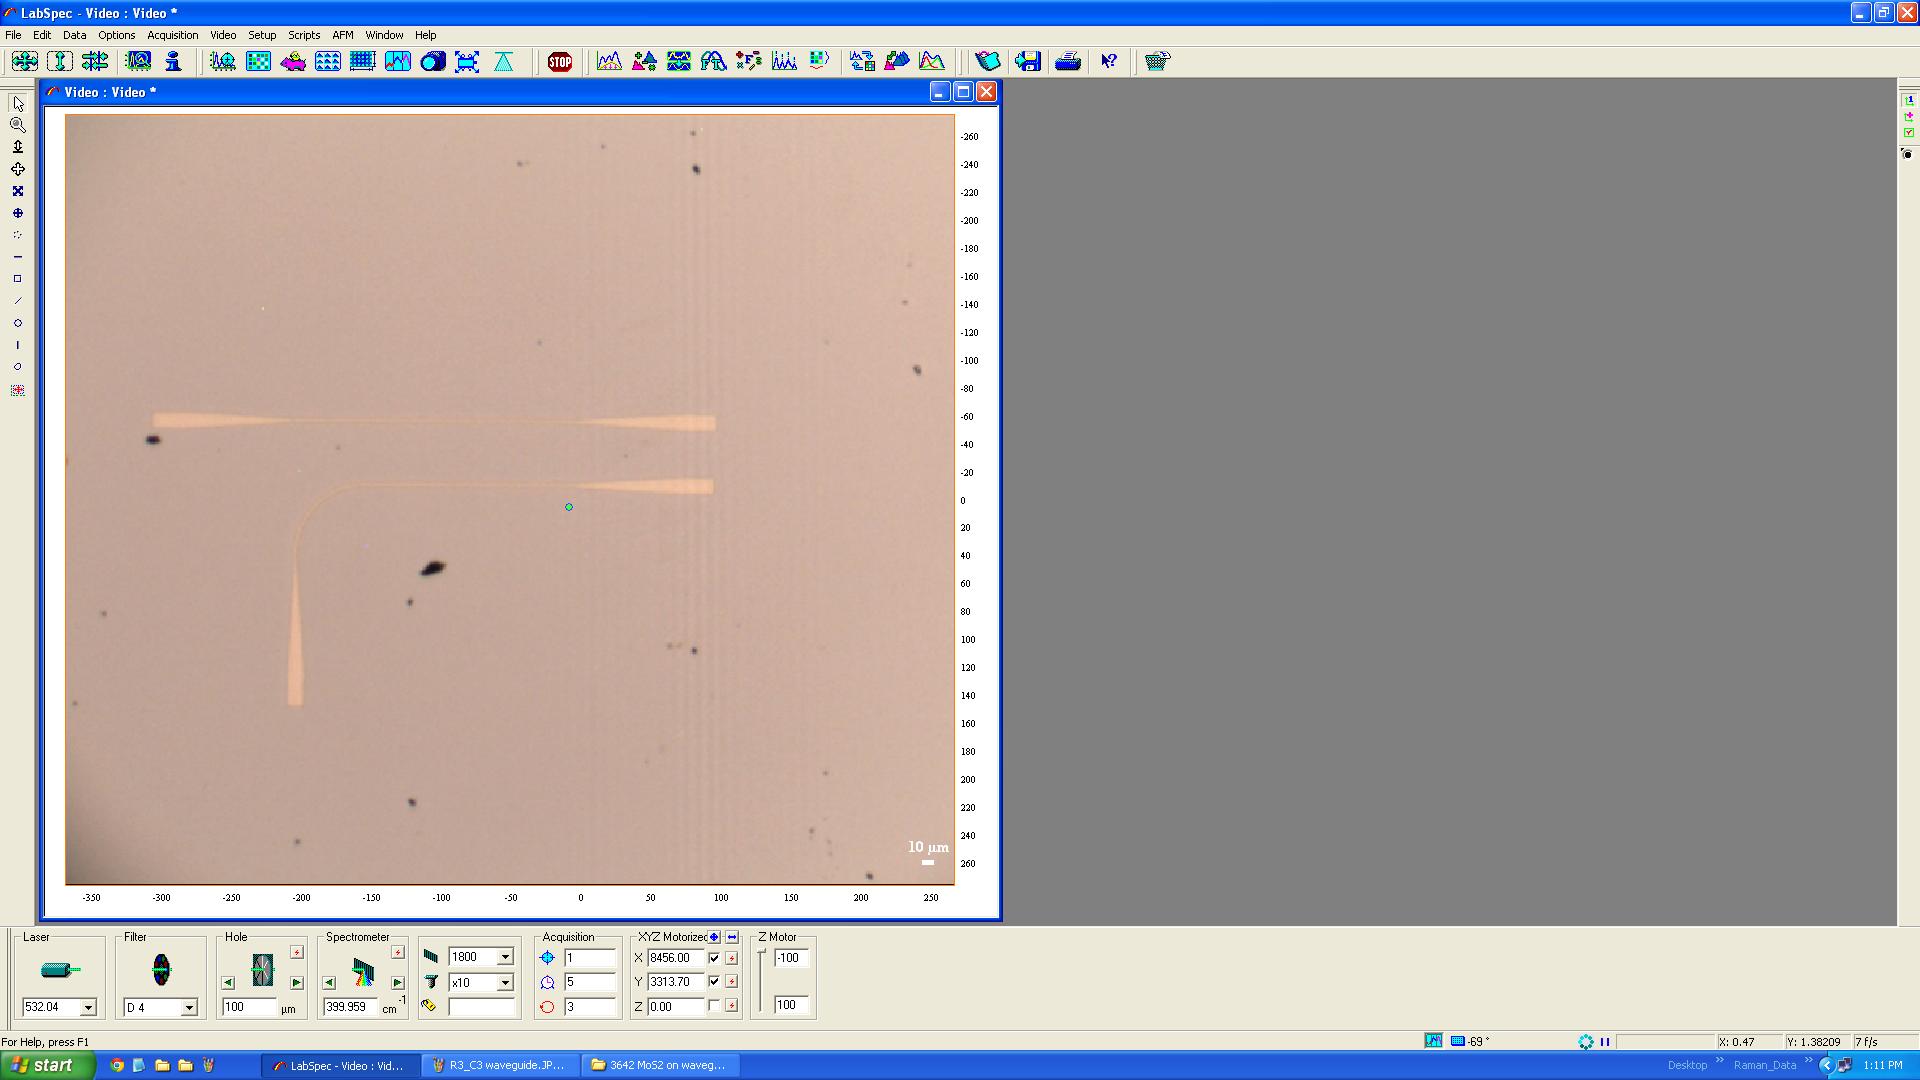 LabSpec - Video : Video *
File Edit Data Options Acquisition Video Setup Scripts AFM Window Help
STOP
Video : Video *
-260
-240
-220
-200
-180
-160
-140
-120
-100
-80
-60
-40
-20
0
20
40
60
80
100
120
140
160
180
200
220
240
260
10 µm
-350 -300 -250 -200 -150 -100 -50 0 50 100 150 200 250
Laser Filter Hole Spectrometer Acquisition XYZ Motorized Z Motor
1800 1 X 8456.00 -100
x10 5 Y 3313.70
532.04 D 4 100 µm 399.959 cm-1 3 Z 0.00 100
For Help, press F1 -69 ° X: 0.47 Y: 1.38209 7 f/s
start LabSpec - Video : Vid... R3_C3 waveguide.JP... 3642 MoS2 on waveg... Desktop » Raman_Data » 1:11 PM